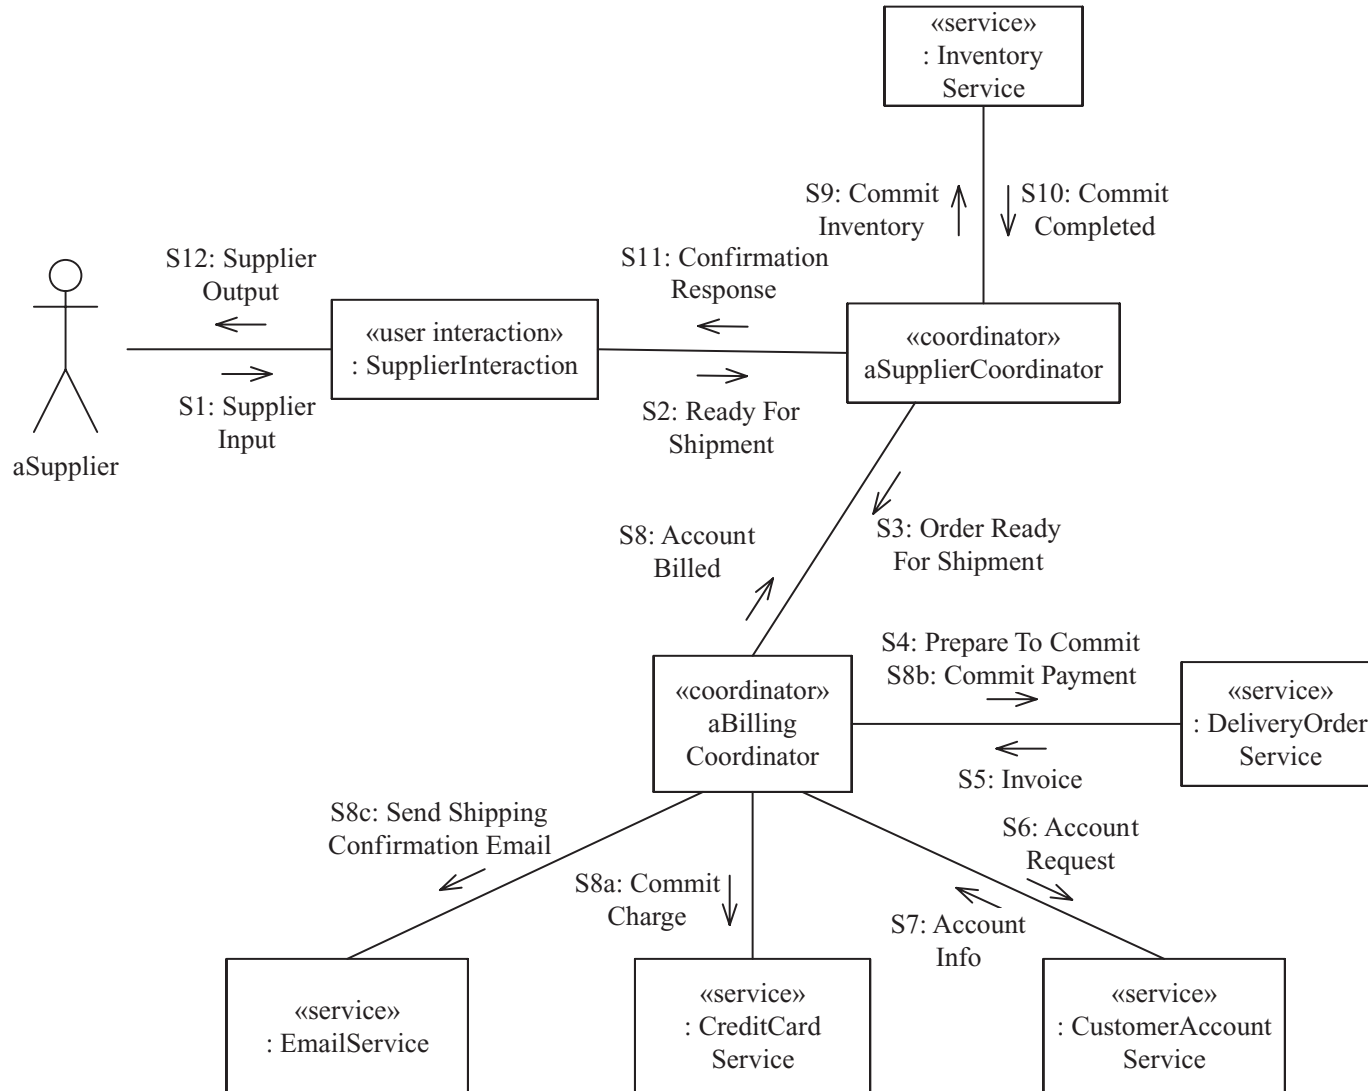 «service»
: Inventory
Service
S9: Commit
Inventory
S10: Commit
Completed
S12: Supplier
Output
S11: Confirmation
Response
«user interaction»
: SupplierInteraction
«coordinator»
aSupplierCoordinator
S1: Supplier
Input
S2: Ready For
Shipment
aSupplier
S8: Account
Billed
S3: Order Ready
For Shipment
S4: Prepare To Commit
S8b: Commit Payment
«coordinator»
aBilling
Coordinator
«service»
: DeliveryOrder
Service
S5: Invoice
S8c: Send Shipping
Confirmation Email
S6: Account
Request
S8a: Commit
Charge
S7: Account
Info
«service»
: EmailService
«service»
: CreditCard
Service
«service»
: CustomerAccount
Service